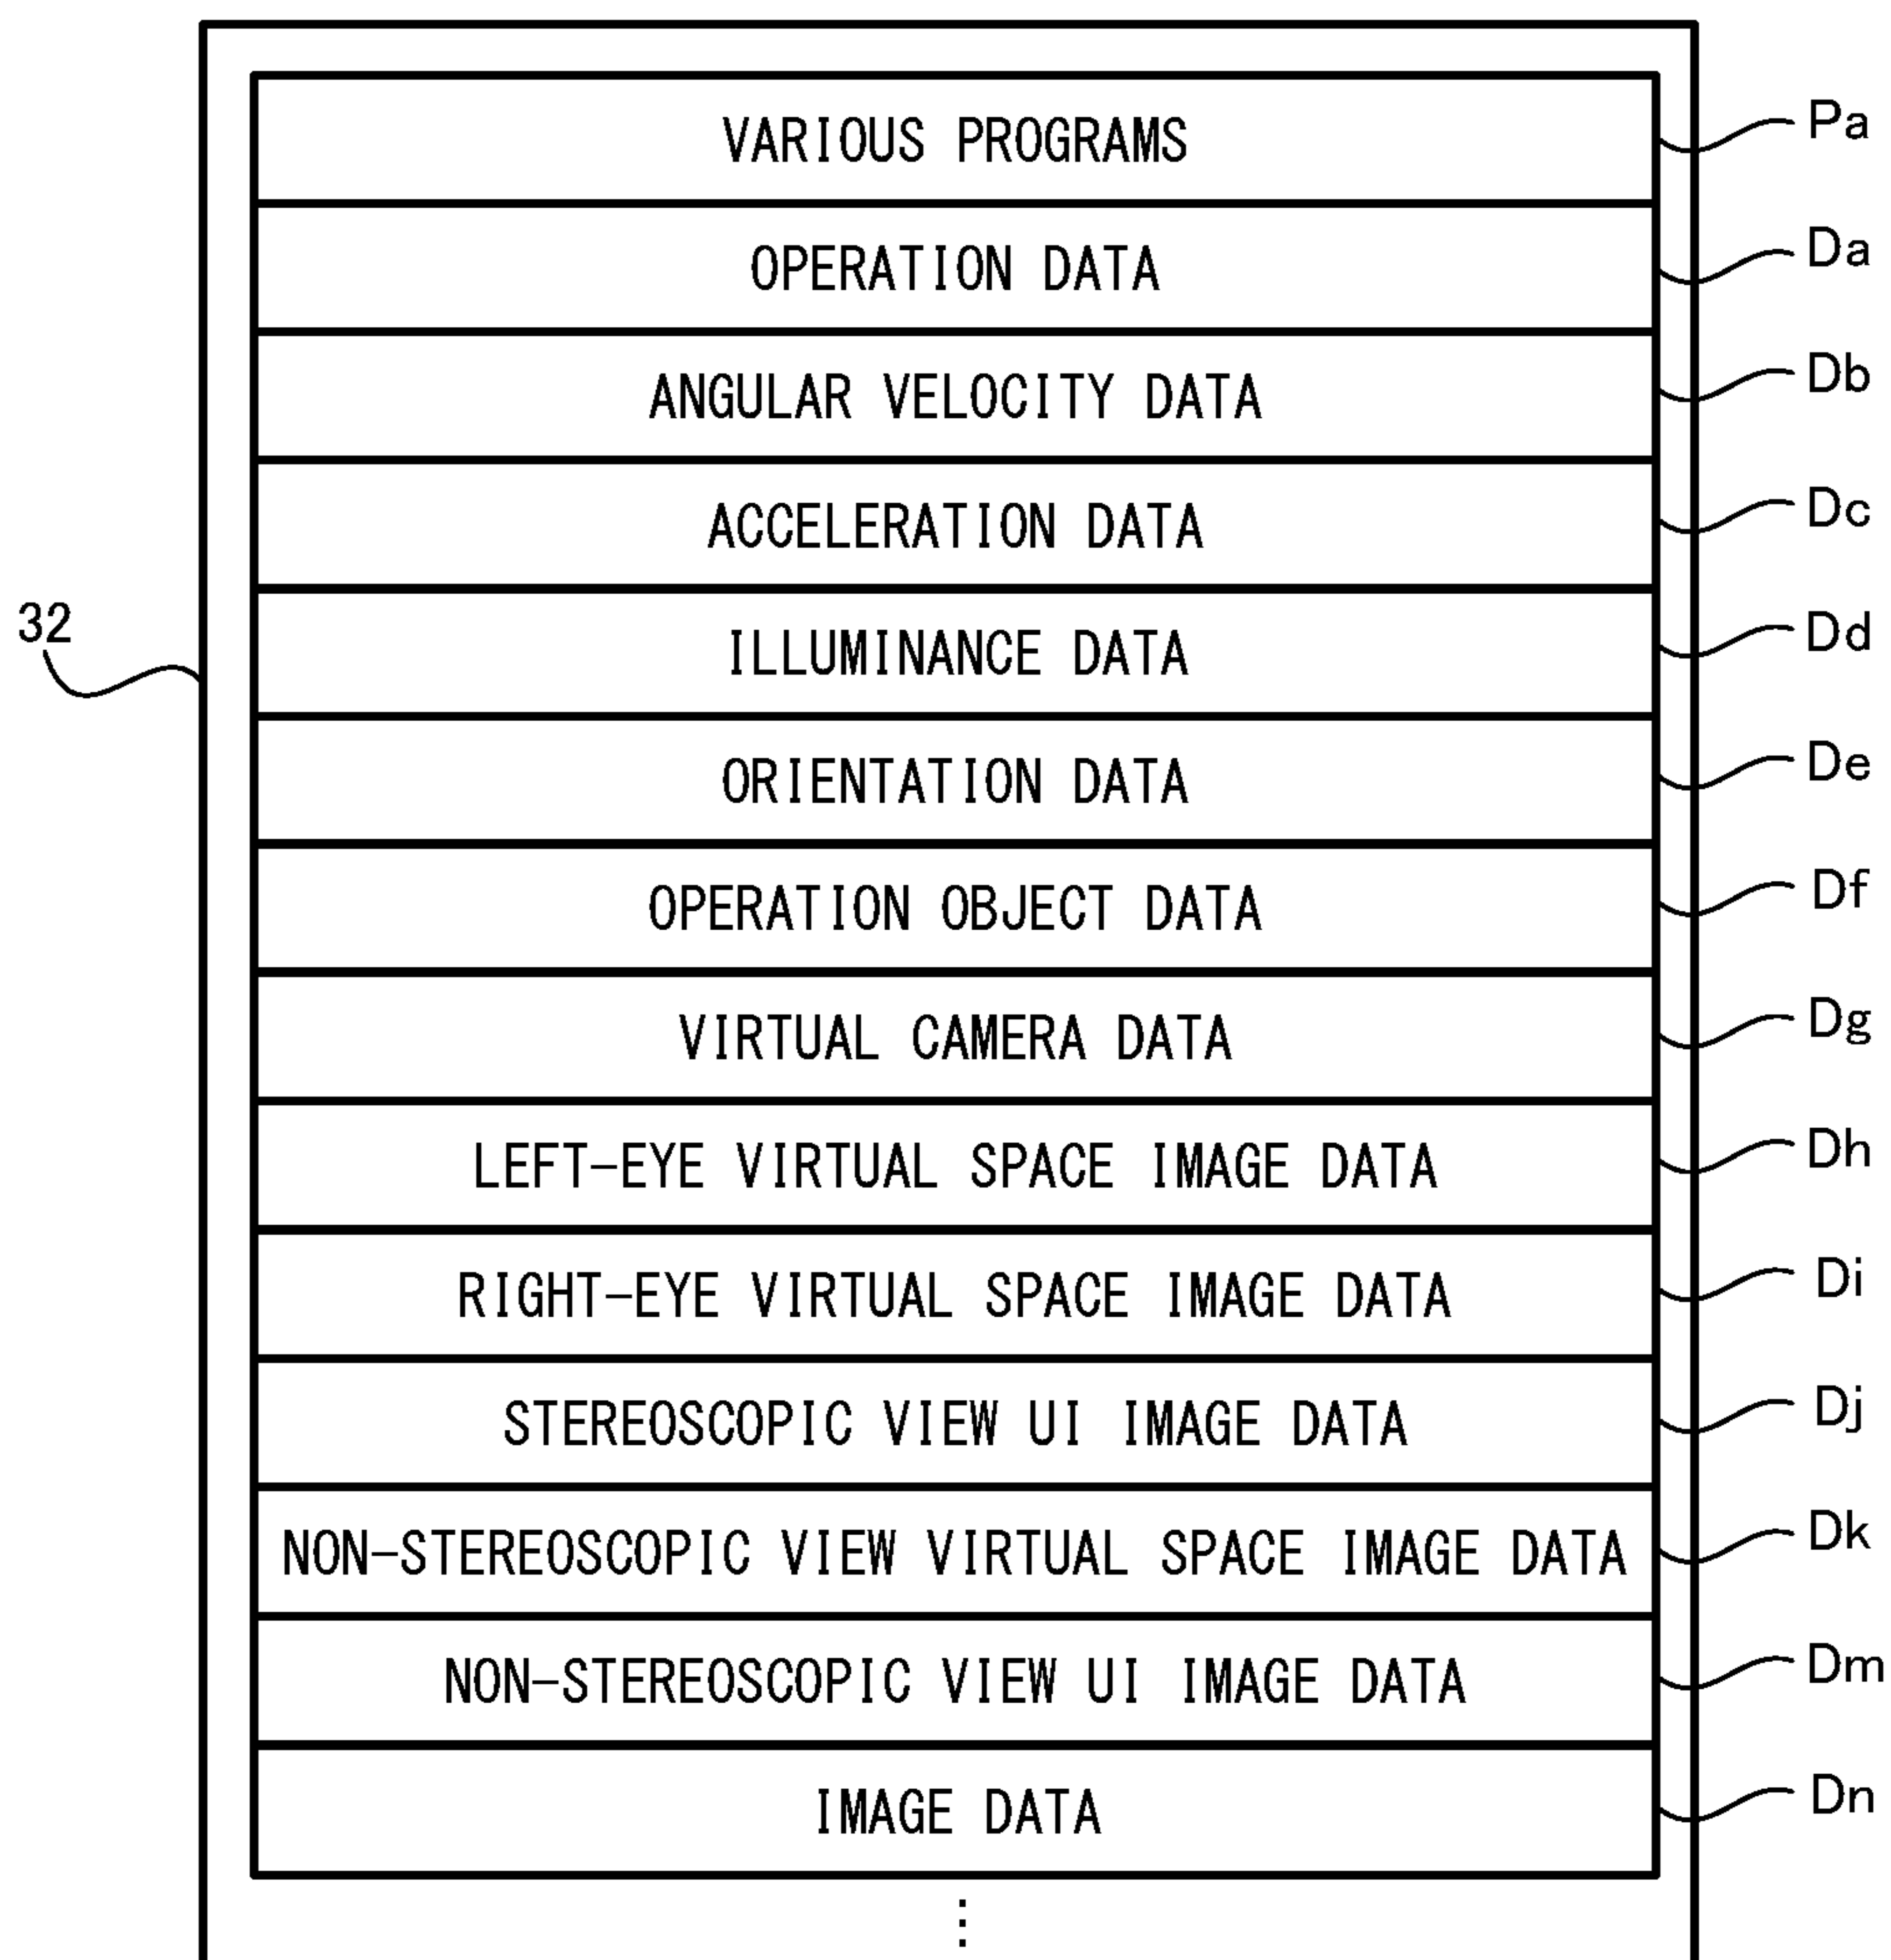 VARIOUS PROGRAMS Pa
OPERATION DATA Da
ANGULAR VELOCITY DATA Db
ACCELERATION DATA Dc
32
ILLUMINANCE DATA Dd
ORIENTATION DATA De
OPERATION OBJECT DATA Df
VIRTUAL CAMERA DATA Dg
LEFT-EYE VIRTUAL SPACE IMAGE DATA Dh
RIGHT-EYE VIRTUAL SPACE IMAGE DATA Di
STEREOSCOPIC VIEW UI IMAGE DATA Dj
NON-STEREOSCOPIC VIEW VIRTUAL SPACE IMAGE DATA Dk
NON-STEREOSCOPIC VIEW UI IMAGE DATA Dm
IMAGE DATA Dn
⋮